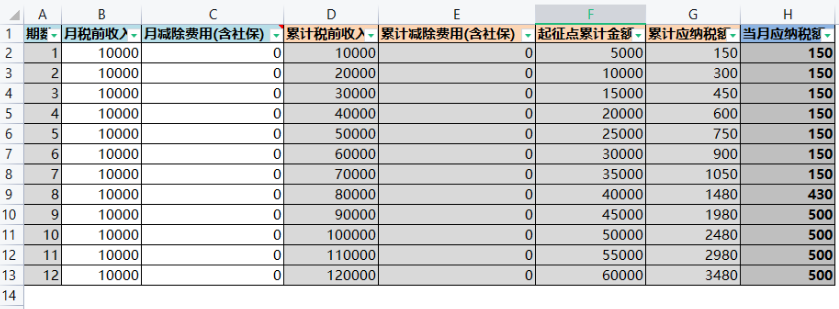 A B C D E F G H
1 期数 月税前收入 月减除费用(含社保) 累计税前收入 累计减除费用(含社保) 起征点累计金额 累计应纳税额 当月应纳税额
2 1 10000 0 10000 0 5000 150 150
3 2 10000 0 20000 0 10000 300 150
4 3 10000 0 30000 0 15000 450 150
5 4 10000 0 40000 0 20000 600 150
6 5 10000 0 50000 0 25000 750 150
7 6 10000 0 60000 0 30000 900 150
8 7 10000 0 70000 0 35000 1050 150
9 8 10000 0 80000 0 40000 1480 430
10 9 10000 0 90000 0 45000 1980 500
11 10 10000 0 100000 0 50000 2480 500
12 11 10000 0 110000 0 55000 2980 500
13 12 10000 0 120000 0 60000 3480 500
14